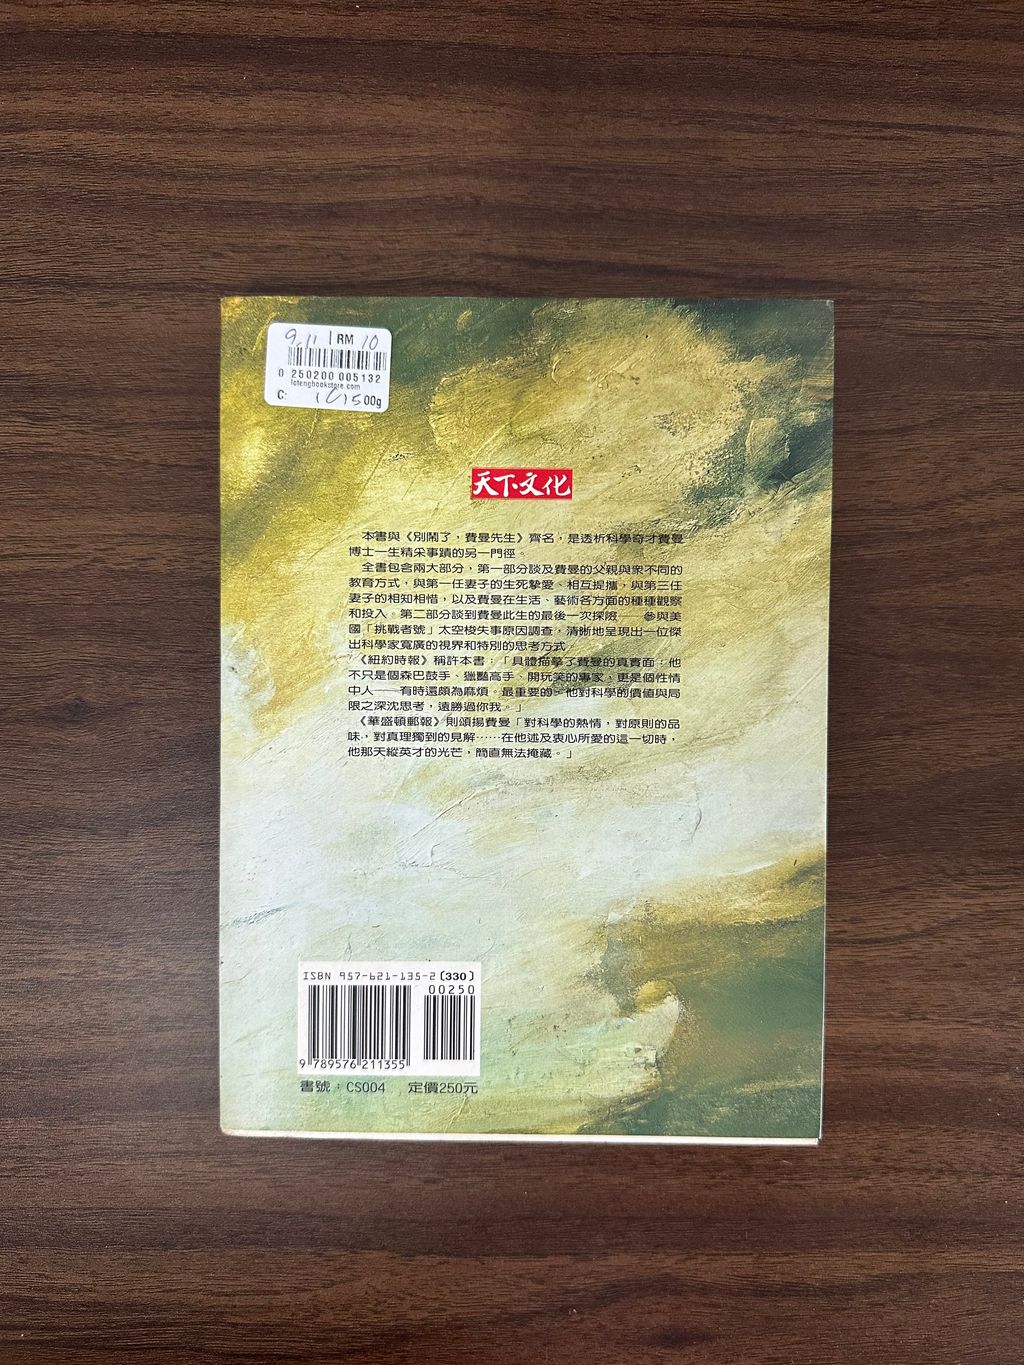 9.11 RM 10
0 250200 005132
lotengbookstore.com
C: 500g
天下文化
本書與《別鬧了，費曼先生》齊名，是透析科學奇才費曼
博士一生精采事蹟的另一門徑。
全書包含兩大部分，第一部分談及費曼的父親與眾不同的
教育方式，與第一任妻子的生死摯愛、相互提攜，與第三任
妻子的相知相惜，以及費曼在生活、藝術各方面的種種觀察
和投入。第二部分談到費曼此生的最後一次探險——參與美
國「挑戰者號」太空梭失事原因調查，清晰地呈現出一位傑
出科學家寬廣的視界和特別的思考方式。
《紐約時報》稱許本書：「具體描摹了費曼的真實面：他
不只是個森巴鼓手、獵豔高手、開玩笑的專家，更是個性情
中人——有時還頗為麻煩。最重要的，他對科學的價值與局
限之深沈思考，遠勝過你我。」
《華盛頓郵報》則頌揚費曼「對科學的熱情，對原則的品
味，對真理獨到的見解……在他述及衷心所愛的這一切時，
他那天縱英才的光芒，簡直無法掩藏。」
ISBN 957-621-135-2 (330)
00250
9 789576 211355
書號：CS004 定價250元